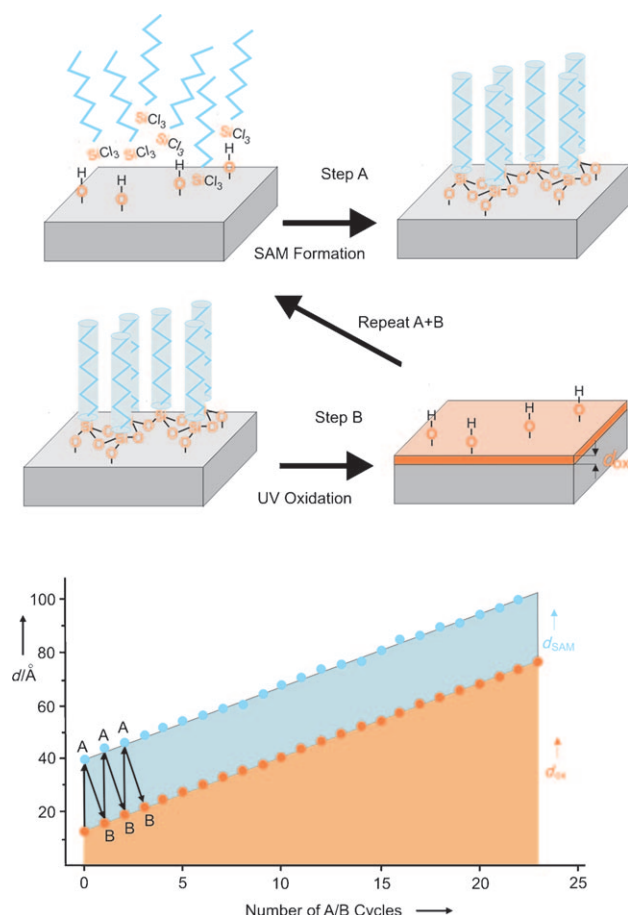 SiCl3
SiCl3
SiCl3
SiCl3
SiCl3
SiCl3
H
O
H
O
H
O
H
O
Step A
SAM Formation
Si
O
Repeat A+B
Step B
UV Oxidation
H
O
H
O
H
O
H
O
dox
100
80
60
40
20
d/Å
A
A
A
B
B
B
dSAM
dox
0
5
10
15
20
25
Number of A/B Cycles